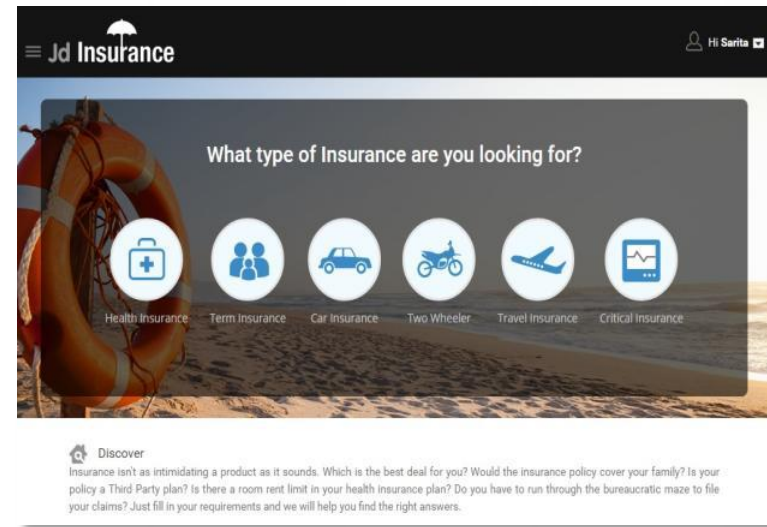 Jd Insurance
Hi Sarita
What type of Insurance are you looking for?
Health Insurance
Term Insurance
Car Insurance
Two Wheeler
Travel Insurance
Critical Insurance
Discover
Insurance isn't as intimidating a product as it sounds. Which is the best deal for you? Would the insurance policy cover your family? Is your
policy a Third Party plan? Is there a room rent limit in your health insurance plan? Do you have to run through the bureaucratic maze to file
your claims? Just fill in your requirements and we will help you find the right answers.